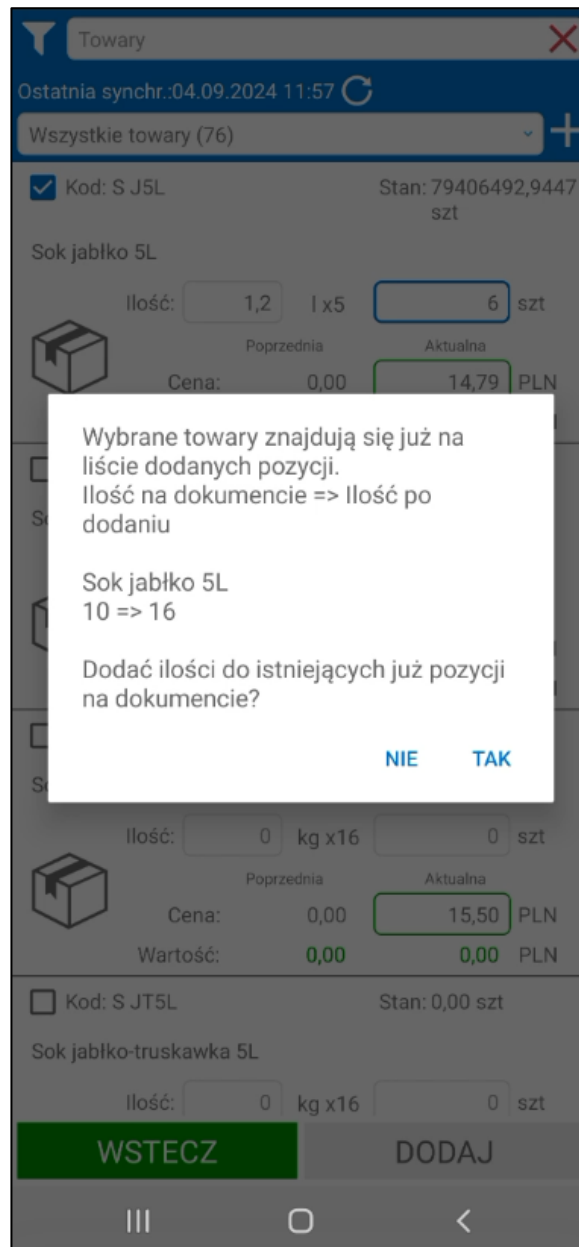 Towary
Ostatnia synchr.:04.09.2024 11:57
Wszystkie towary (76)
Kod: S J5L Stan: 79406492,9447
szt
Sok jabłko 5L
Ilość: 1,2 l x5 6 szt
Poprzednia Aktualna
Cena: 0,00 14,79 PLN
Wybrane towary znajdują się już na
liście dodanych pozycji.
Ilość na dokumencie => Ilość po
dodaniu
Sok jabłko 5L
10 => 16
Dodać ilości do istniejących już pozycji
na dokumencie?
NIE TAK
Ilość: 0 kg x16 0 szt
Poprzednia Aktualna
Cena: 0,00 15,50 PLN
Wartość: 0,00 0,00 PLN
Kod: S JT5L Stan: 0,00 szt
Sok jabłko-truskawka 5L
Ilość: 0 kg x16 0 szt
WSTECZ DODAJ